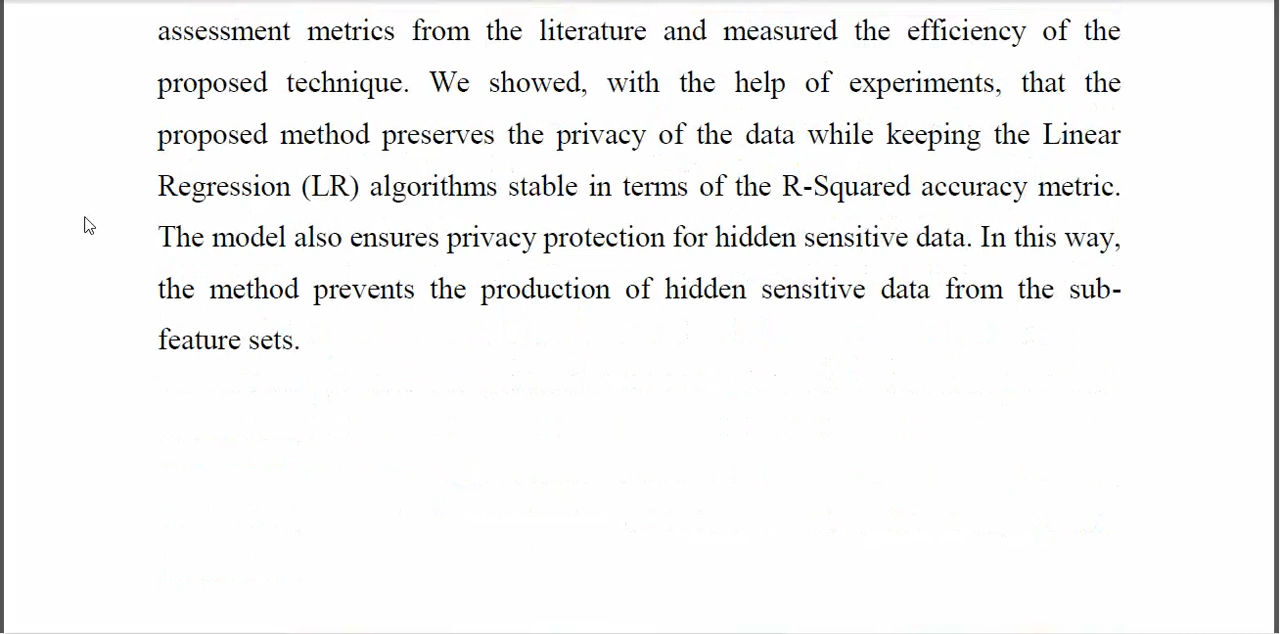 assessment metrics from the literature and measured the efficiency of the
proposed technique. We showed, with the help of experiments, that the
proposed method preserves the privacy of the data while keeping the Linear
Regression (LR) algorithms stable in terms of the R-Squared accuracy metric.
The model also ensures privacy protection for hidden sensitive data. In this way,
the method prevents the production of hidden sensitive data from the sub-
feature sets.